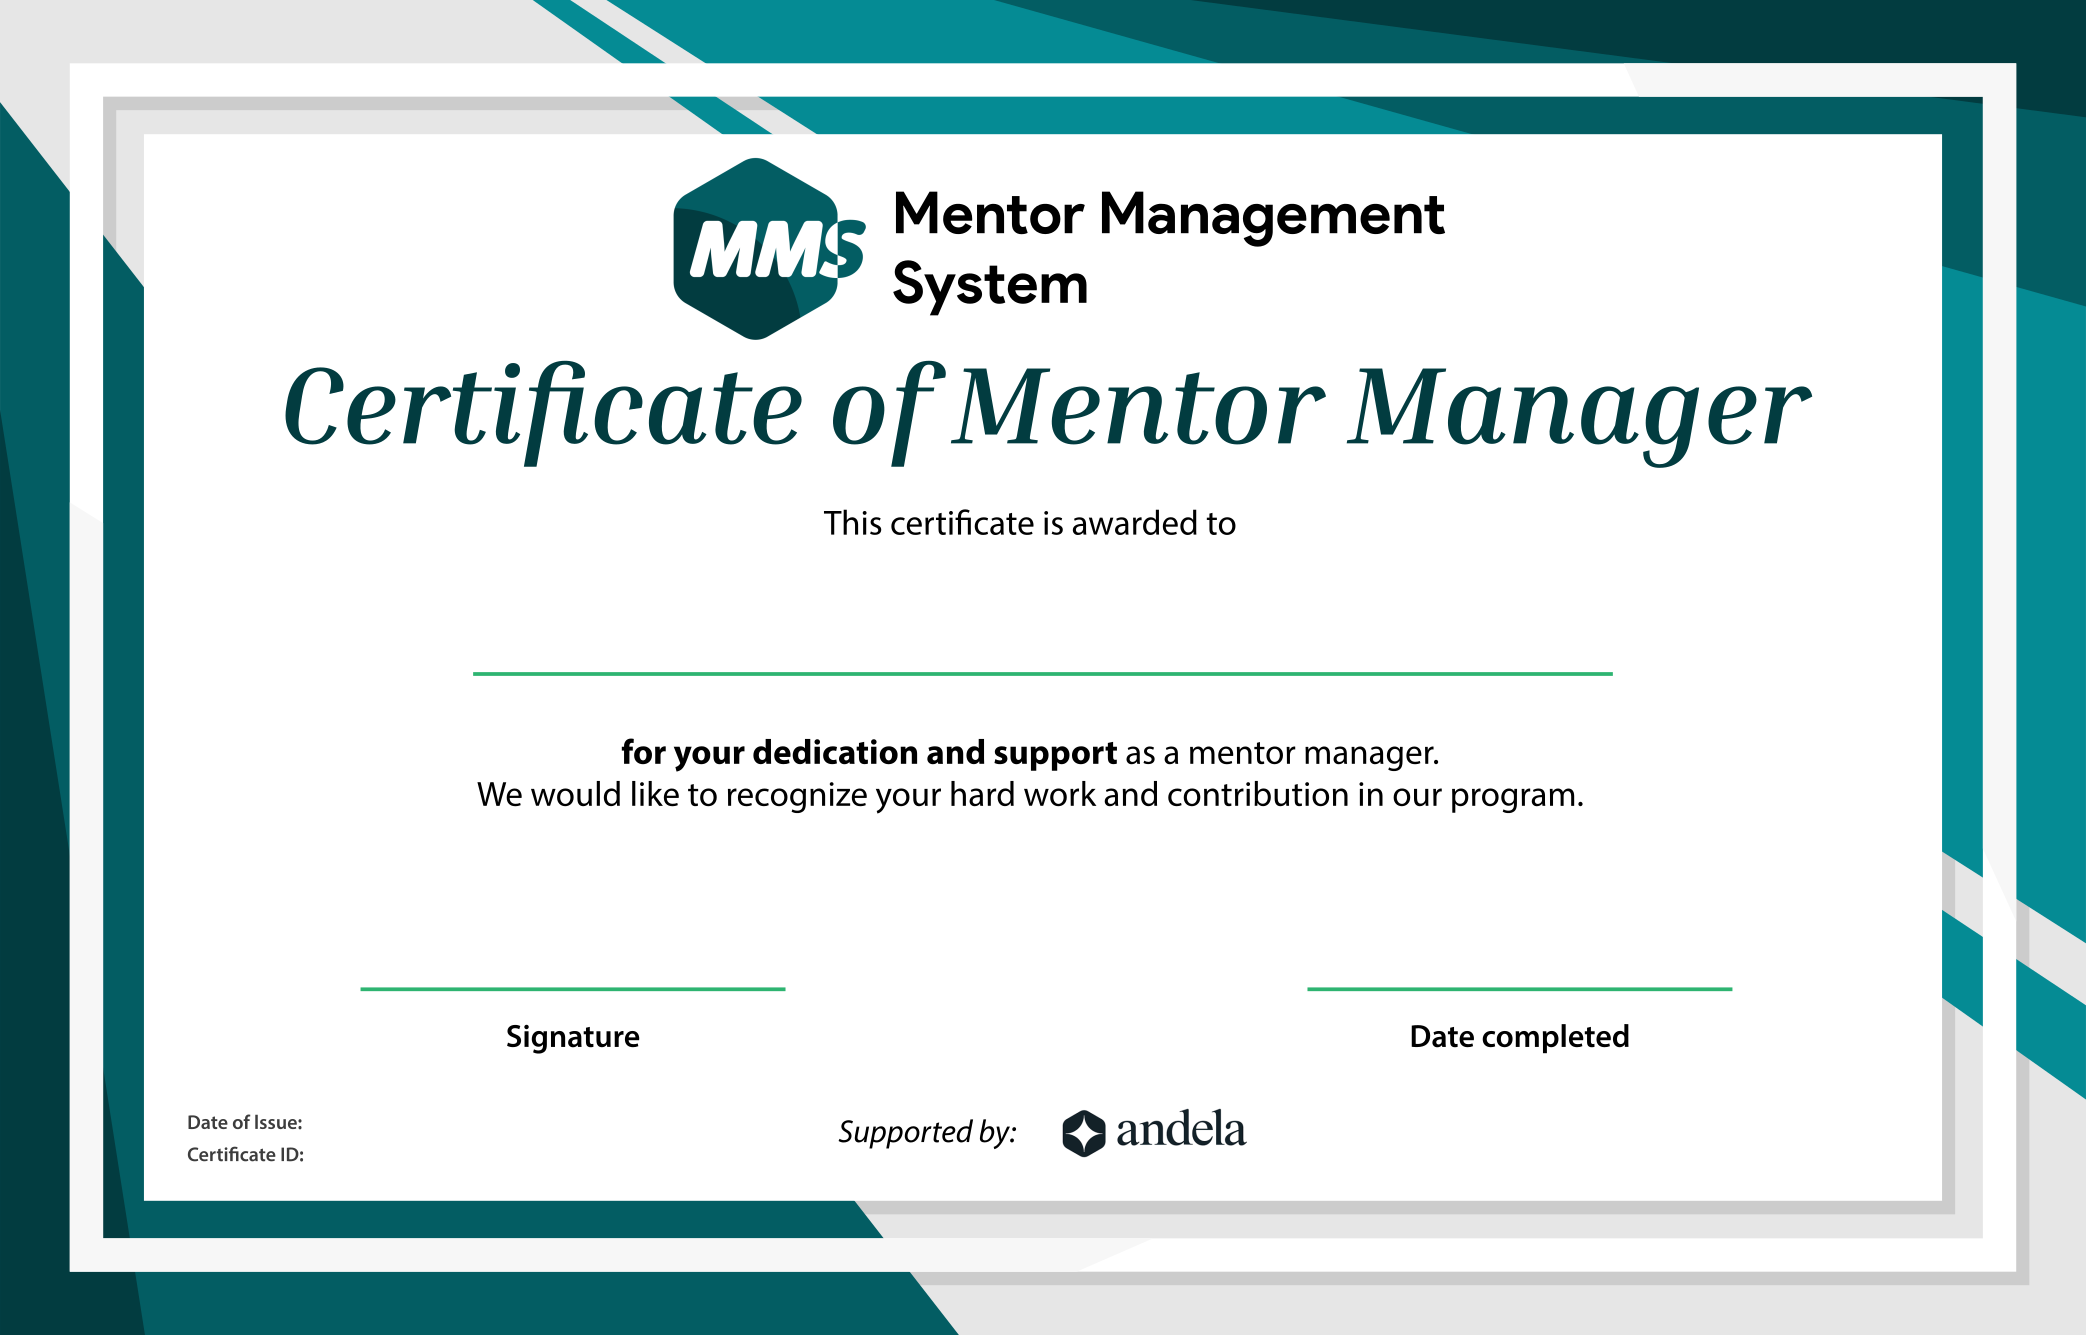 MMS
Mentor Management
System
Certificate of Mentor Manager
This certificate is awarded to
for your dedication and support as a mentor manager.
We would like to recognize your hard work and contribution in our program.
Signature
Date completed
Date of Issue:
Certificate ID:
Supported by:
andela